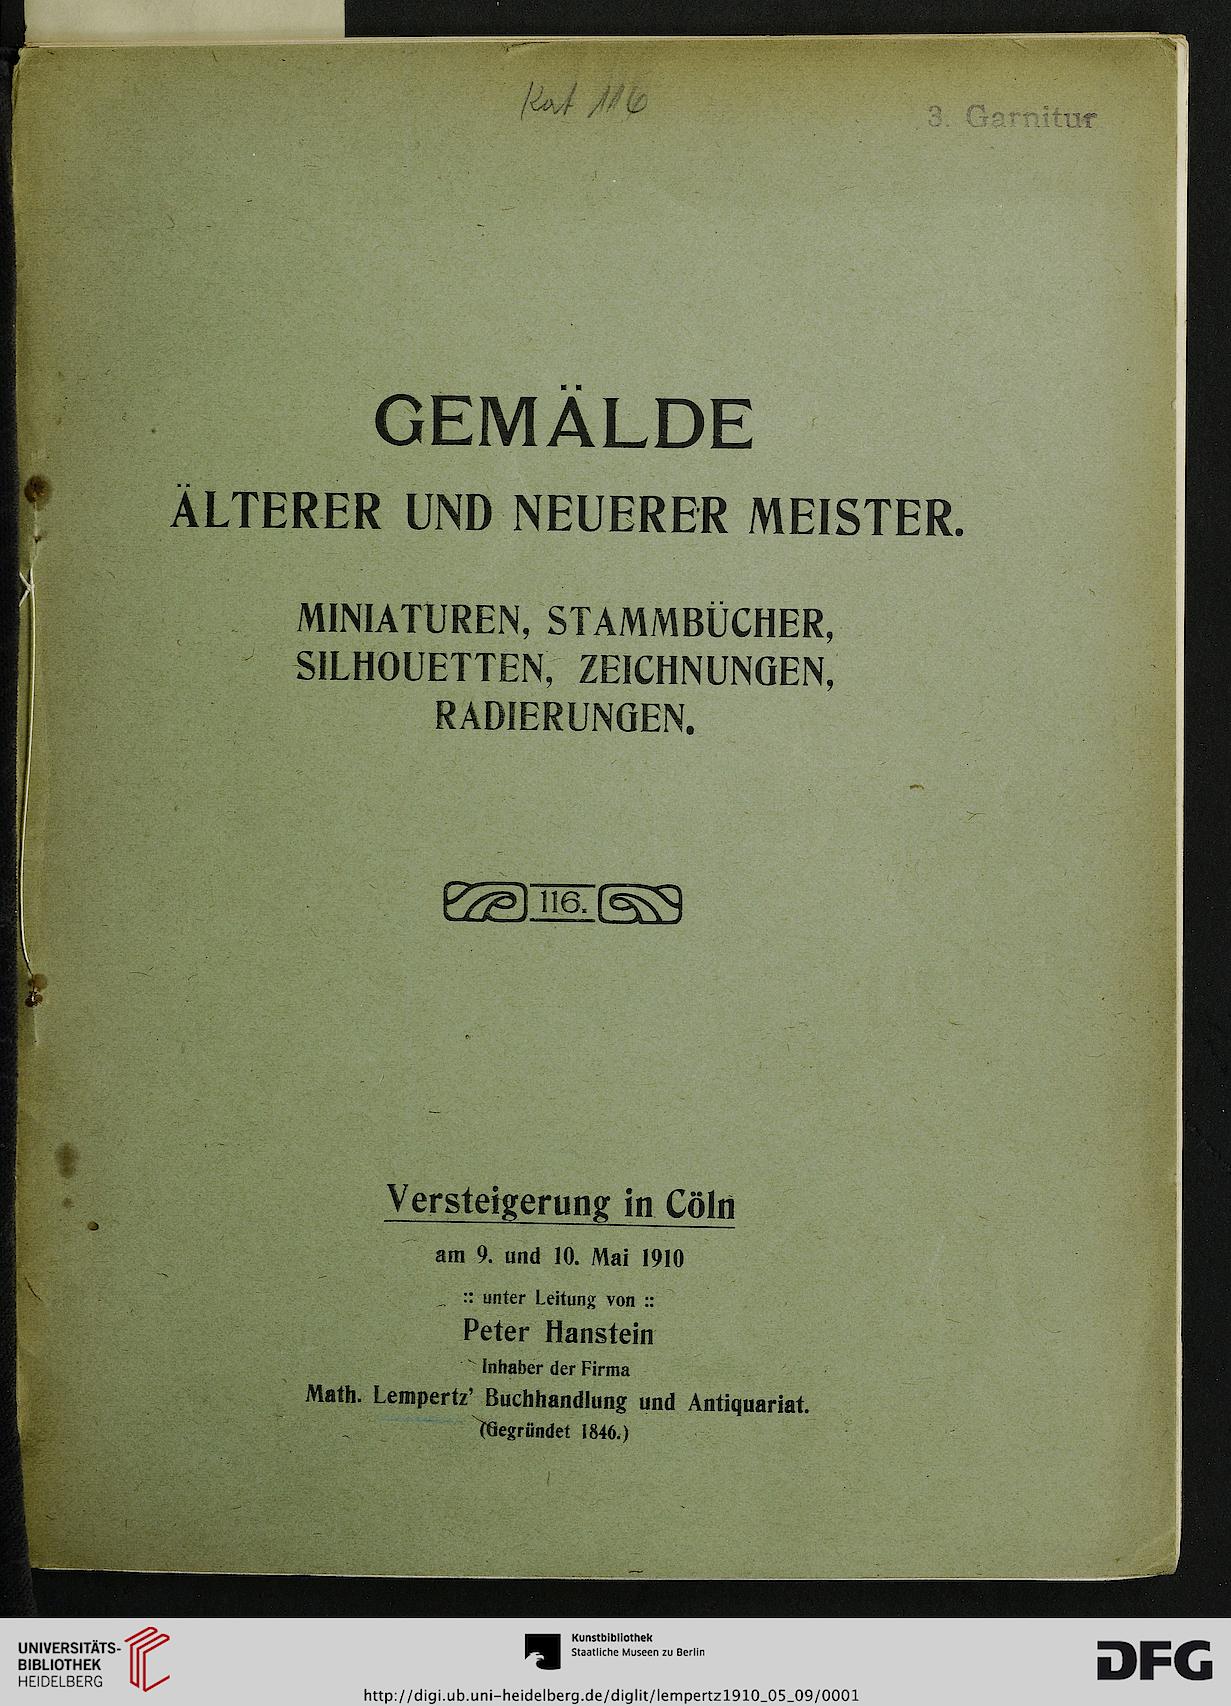 Kat 116
3. Garnitur
GEMÄLDE
ÄLTERER UND NEUERER MEISTER.
MINIATUREN, STAMMBÜCHER,
SILHOUETTEN, ZEICHNUNGEN,
RADIERUNGEN.
116.
Versteigerung in Cöln
am 9. und 10. Mai 1910
:: unter Leitung von ::
Peter Hanstein
Inhaber der Firma
Math. Lempertz' Buchhandlung und Antiquariat.
(Gegründet 1846.)
UNIVERSITÄTS-
BIBLIOTHEK
HEIDELBERG
Kunstbibliothek
Staatliche Museen zu Berlin
DFG
http://digi.ub.uni-heidelberg.de/diglit/lempertz1910_05_09/0001